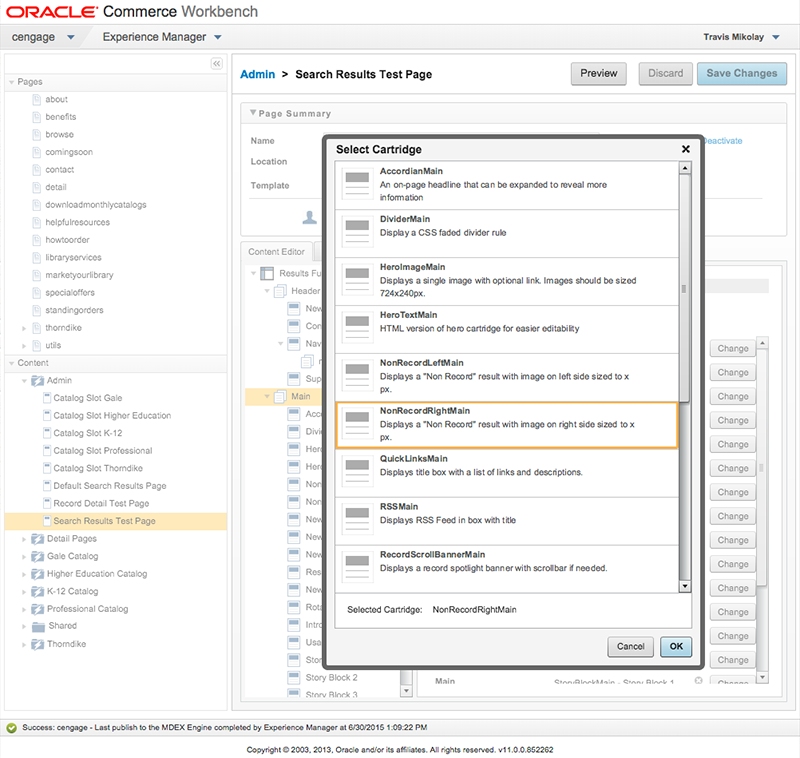 ORACLE® Commerce Workbench
cengage Experience Manager Travis Mikolay
Pages
about
benefits
browse
comingsoon
contact
detail
downloadmonthlycatalogs
helpfulresources
howtoorder
libraryservices
marketyourlibrary
specialoffers
standingorders
thorndike
utils
Content
Admin
Catalog Slot Gale
Catalog Slot Higher Education
Catalog Slot K-12
Catalog Slot Professional
Catalog Slot Thorndike
Default Search Results Page
Record Detail Test Page
Search Results Test Page
Detail Pages
Gale Catalog
Higher Education Catalog
K-12 Catalog
Professional Catalog
Shared
Thorndike
Admin > Search Results Test Page
Preview Discard Save Changes
Page Summary
Name
Location
Template
Deactivate
Content Editor
Results Fu
Header
New
Con
Nav
Sup
Main
Acc
Divi
Her
Her
Non
Non
New
New
New
Res
New
Rota
Intro
Usa
Story
Story Block 2
Story Block 3
Select Cartridge
AccordianMain
An on-page headline that can be expanded to reveal more
information
DividerMain
Display a CSS faded divider rule
HeroImageMain
Displays a single image with optional link. Images should be sized
724x240px.
HeroTextMain
HTML version of hero cartridge for easier editability
NonRecordLeftMain
Displays a "Non Record" result with image on left side sized to x
px.
NonRecordRightMain
Displays a "Non Record" result with image on right side sized to x
px.
QuickLinksMain
Displays title box with a list of links and descriptions.
RSSMain
Displays RSS Feed in box with title
RecordScrollBannerMain
Displays a record spotlight banner with scrollbar if needed.
Selected Cartridge: NonRecordRightMain
Cancel OK
Change
Change
Change
Change
Change
Change
Change
Change
Change
Change
Change
Change
Change
Change
Main StoryBlockMain - Story Block 1 Change
Success: cengage - Last publish to the MDEX Engine completed by Experience Manager at 6/30/2015 1:09:22 PM
Copyright © 2003, 2013, Oracle and/or its affiliates. All rights reserved. v11.0.0.852262